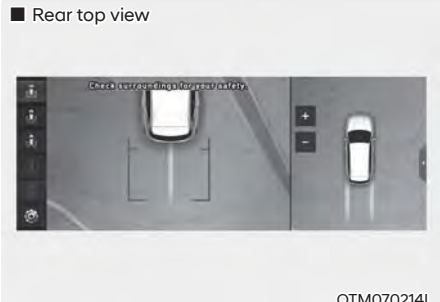 ■ Rear top view
Check surroundings for your safety.
+
-
OTM070214L